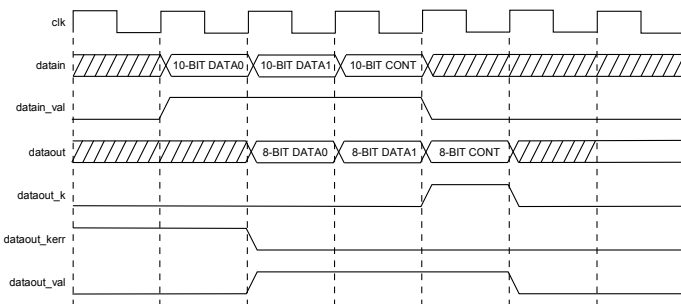 clk
datain 10-BIT DATA0 10-BIT DATA1 10-BIT CONT
datain_val
dataout 8-BIT DATA0 8-BIT DATA1 8-BIT CONT
dataout_k
dataout_kerr
dataout_val